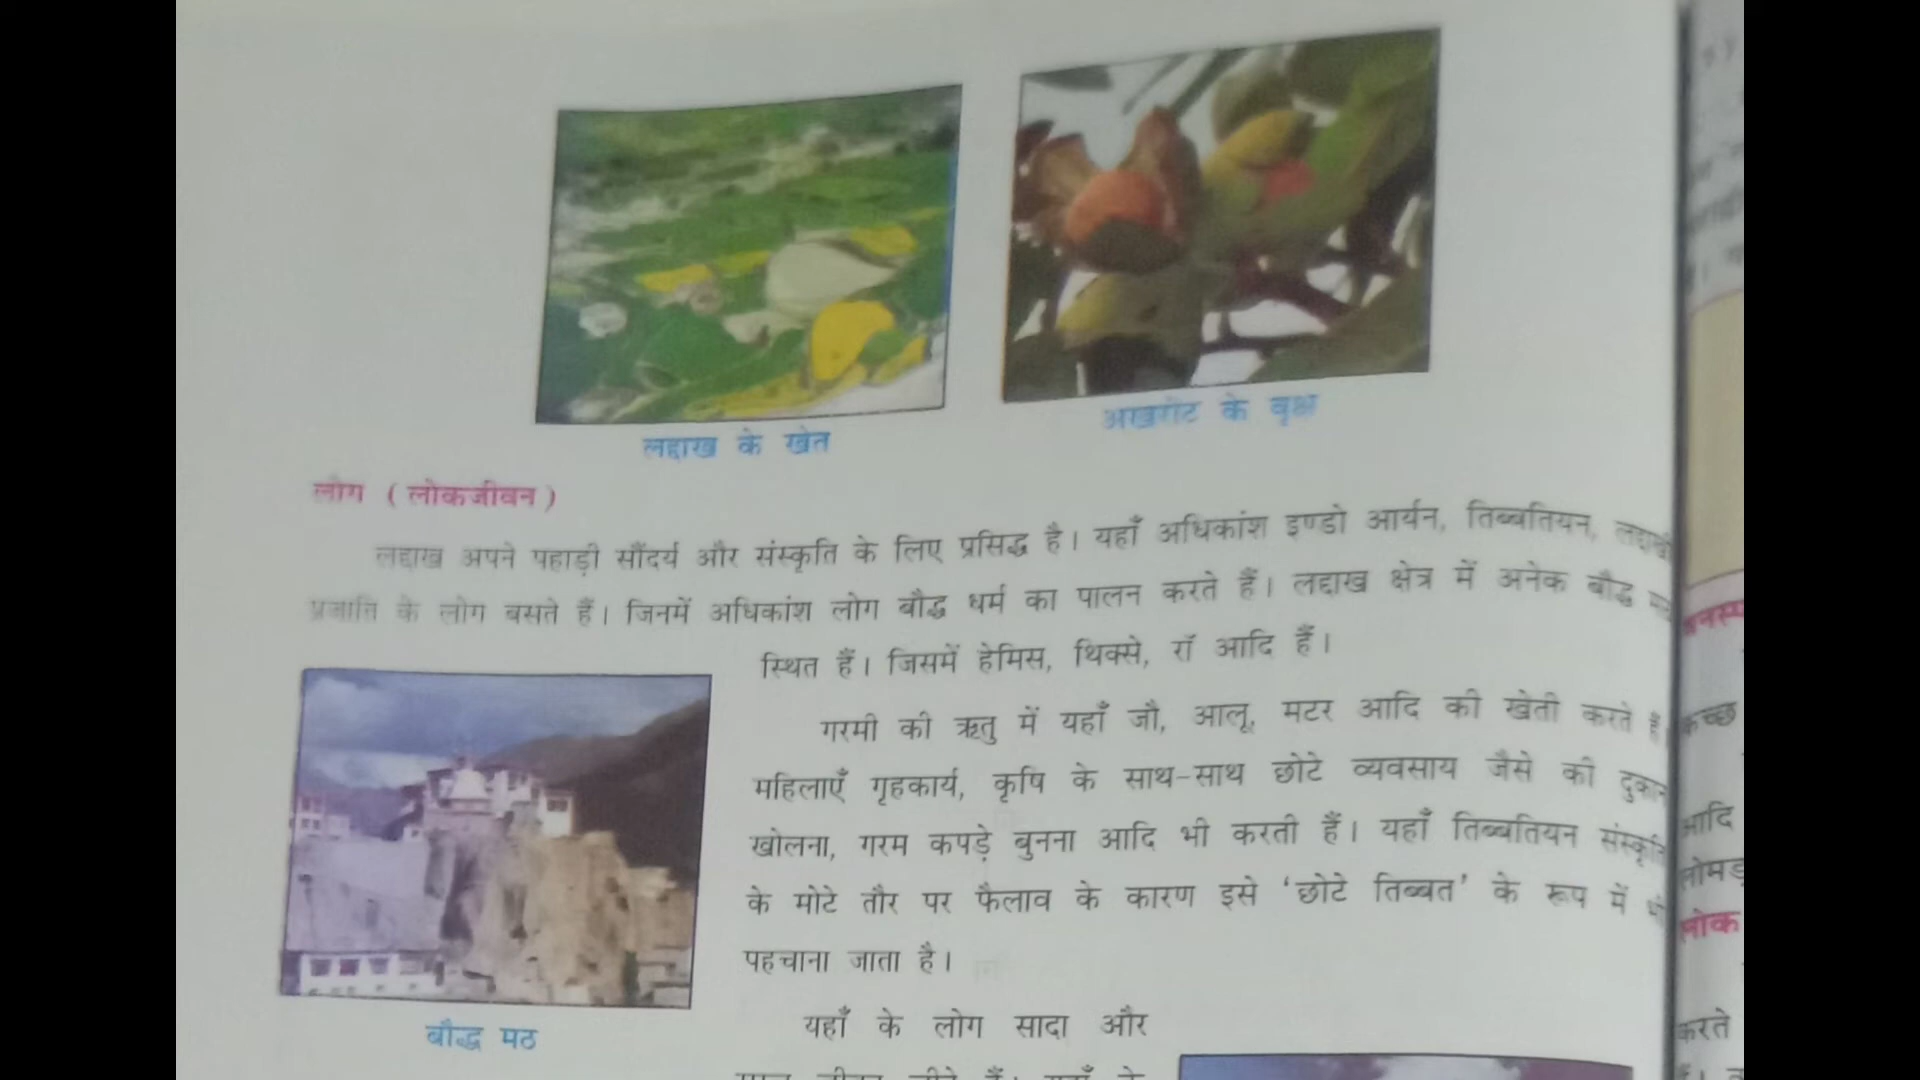 लद्दाख के खेत
अखरोट के वृक्ष
लोग (लोकजीवन)
लद्दाख अपने पहाड़ी सौंदर्य और संस्कृति के लिए प्रसिद्ध है। यहाँ अधिकांश इण्डो आर्यन, तिब्बतियन,
प्रजाति के लोग बसते हैं। जिनमें अधिकांश लोग बौद्ध धर्म का पालन करते हैं। लद्दाख क्षेत्र में अनेक बौद्ध
स्थित हैं। जिसमें हेमिस, थिक्से, रॉ आदि हैं।
गरमी की ऋतु में यहाँ जौ, आलू, मटर आदि की खेती करते
महिलाएँ गृहकार्य, कृषि के साथ-साथ छोटे व्यवसाय जैसे की
खोलना, गरम कपड़े बुनना आदि भी करती हैं। यहाँ तिब्बतियन
के मोटे तौर पर फैलाव के कारण इसे ‘छोटे तिब्बत’ के रूप में
पहचाना जाता है।
बौद्ध मठ
यहाँ के लोग सादा और
आदि
करते